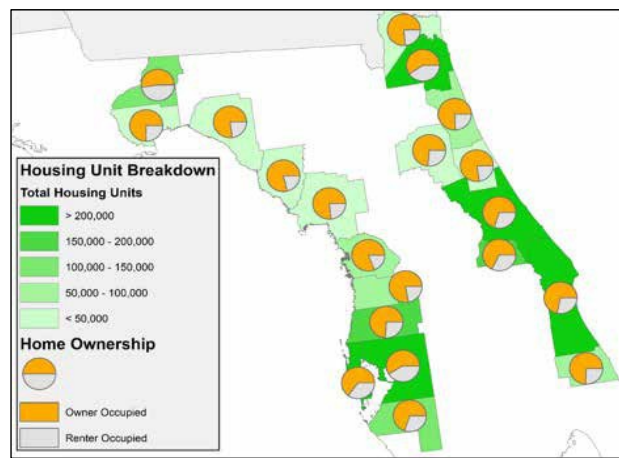 Housing Unit Breakdown
Total Housing Units
> 200,000
150,000 - 200,000
100,000 - 150,000
50,000 - 100,000
< 50,000
Home Ownership
Owner Occupied
Renter Occupied